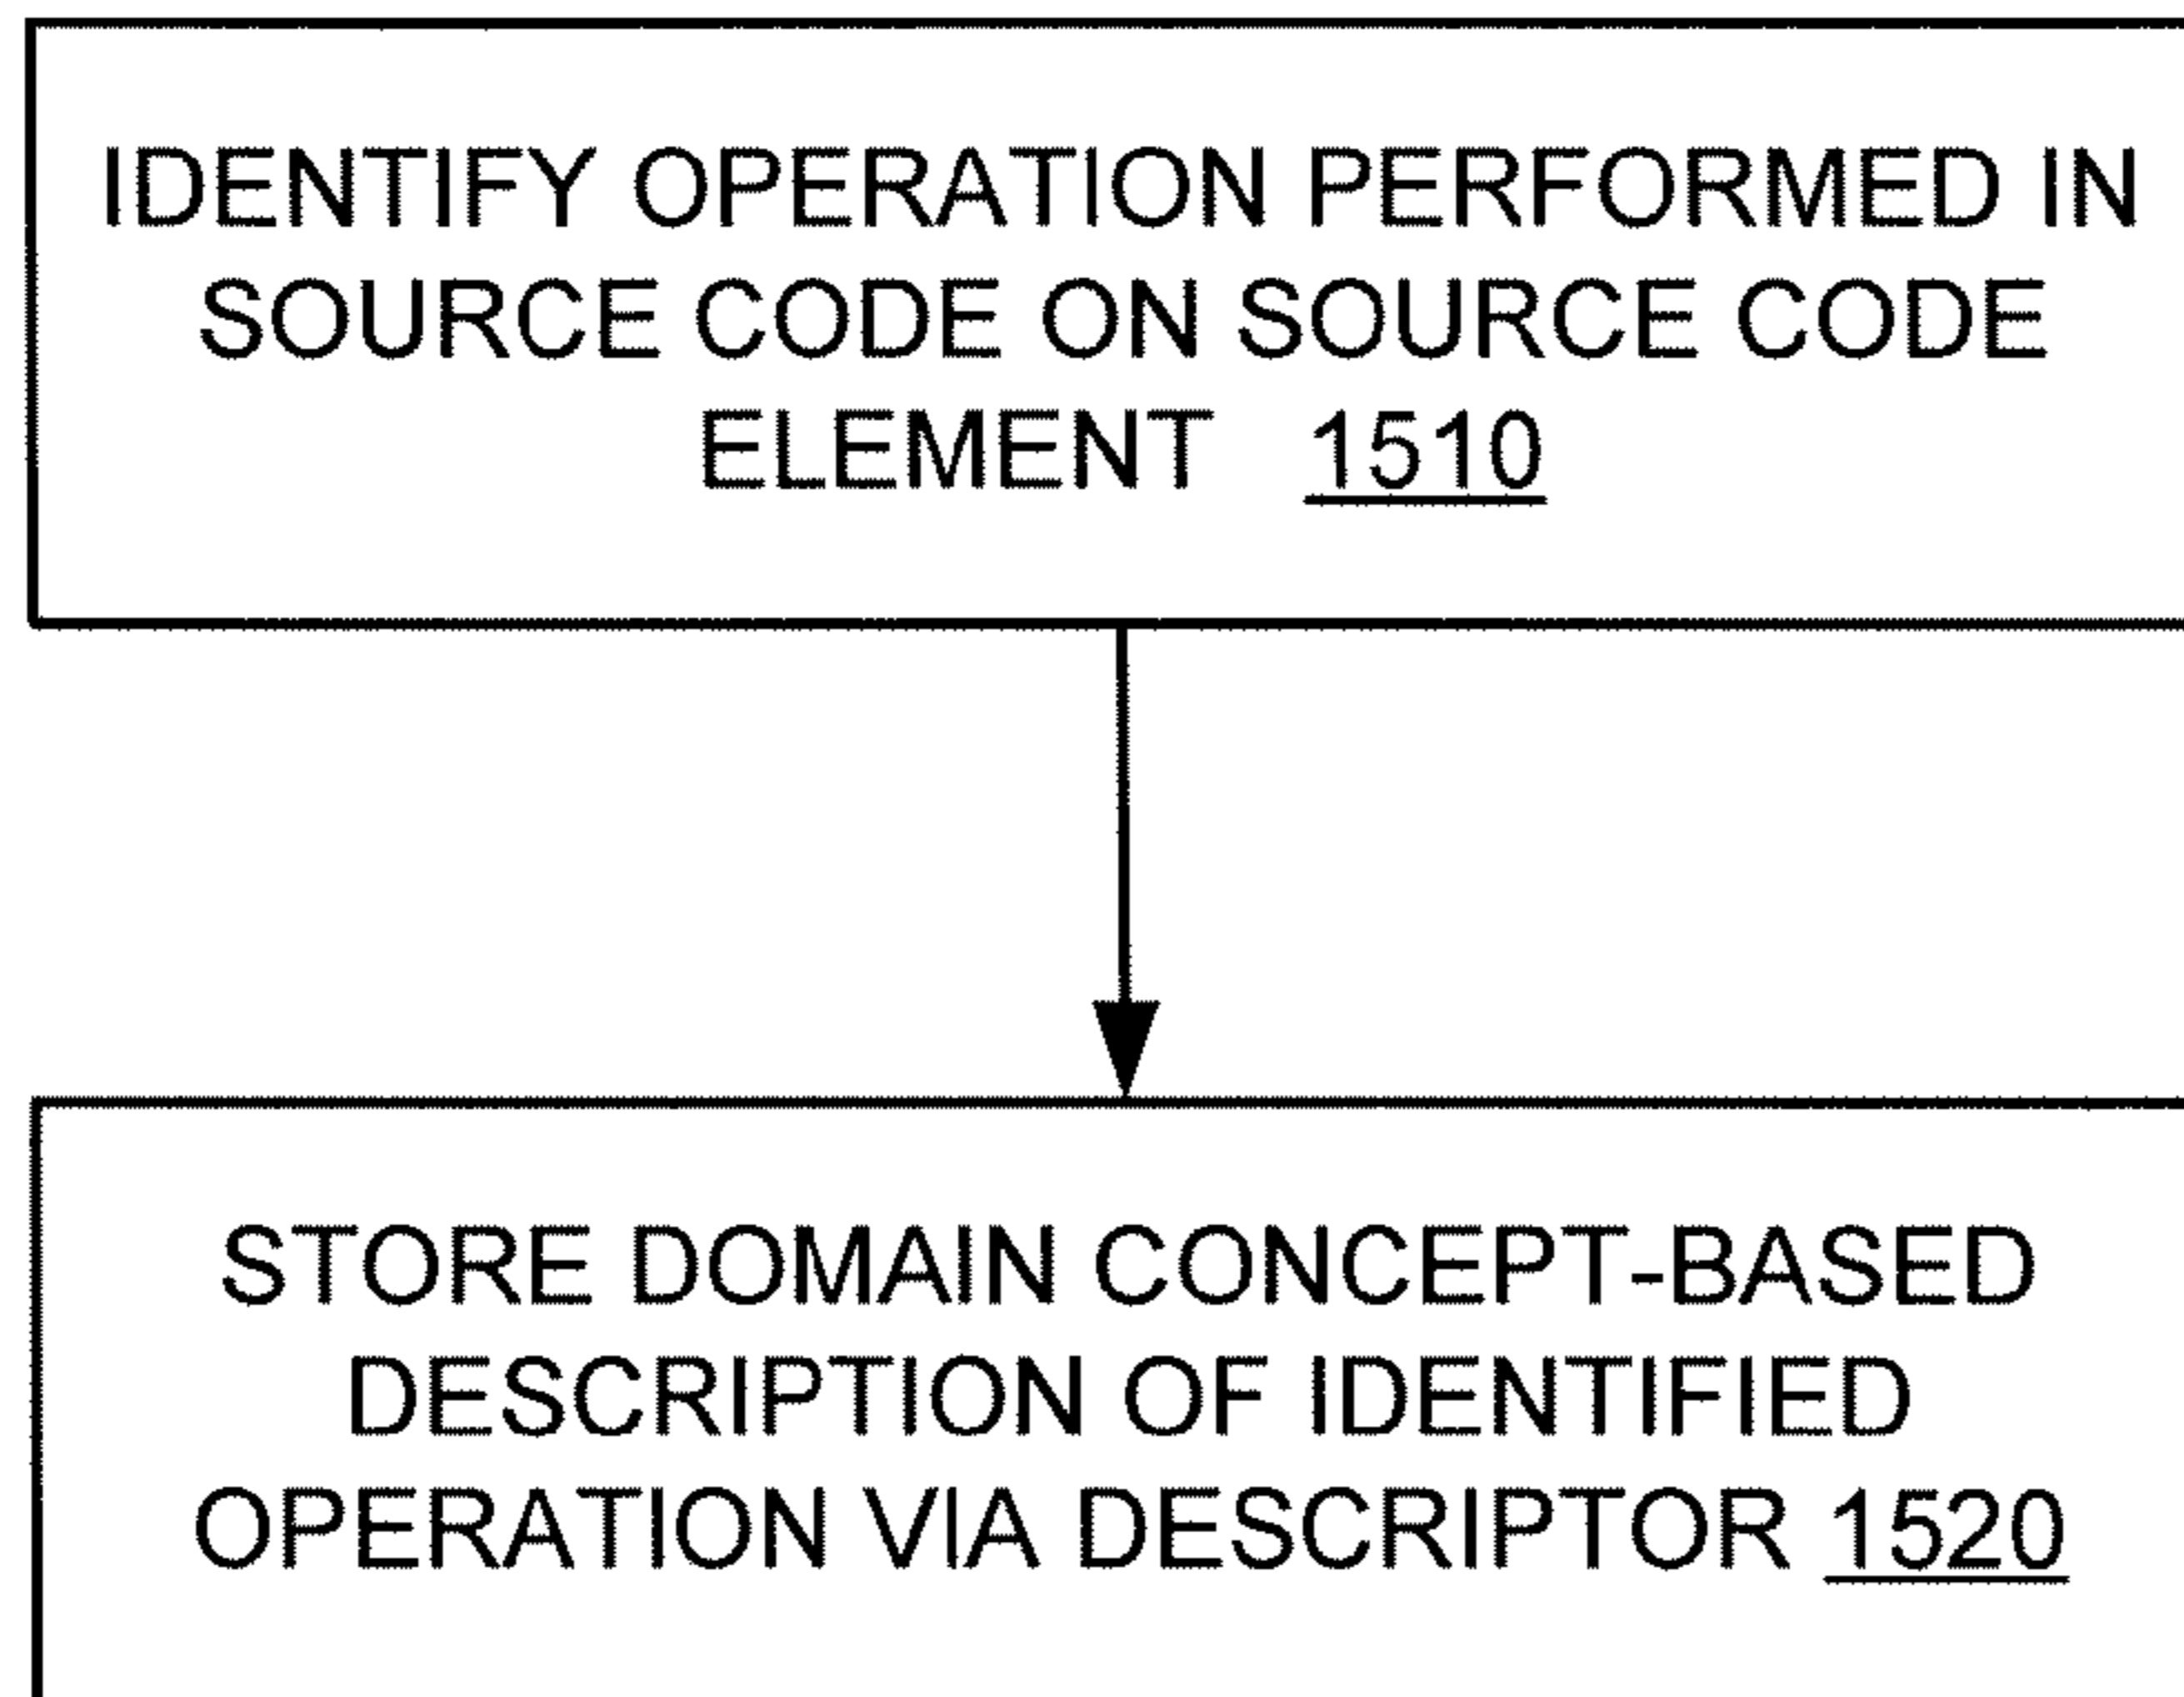 IDENTIFY OPERATION PERFORMED IN
SOURCE CODE ON SOURCE CODE
ELEMENT 1510
STORE DOMAIN CONCEPT-BASED
DESCRIPTION OF IDENTIFIED
OPERATION VIA DESCRIPTOR 1520